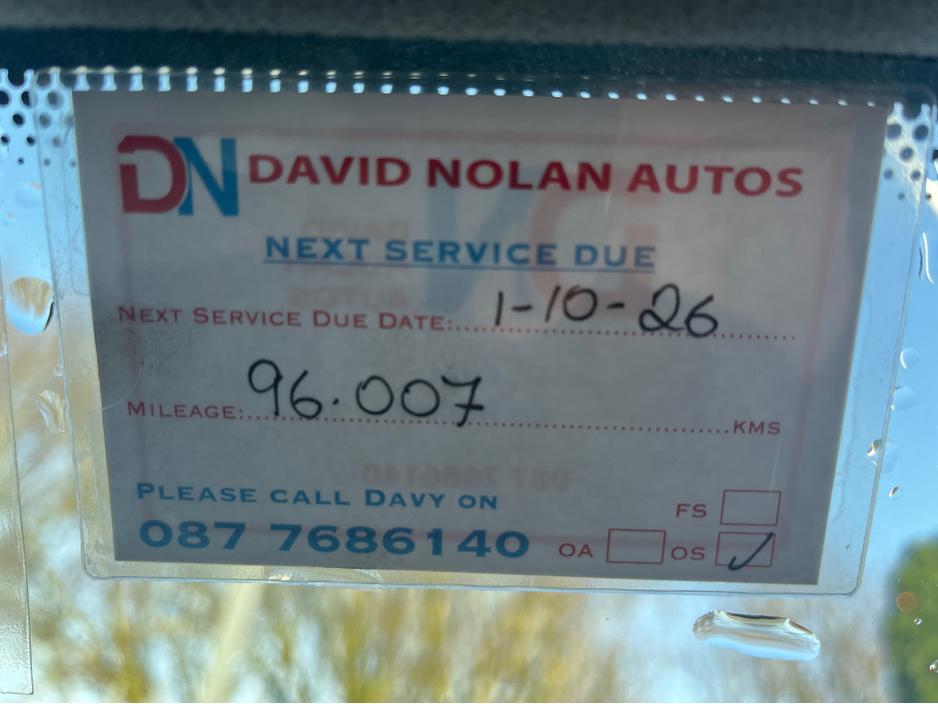 DN DAVID NOLAN AUTOS
NEXT SERVICE DUE
NEXT SERVICE DUE DATE: 1-10-26
MILEAGE: 96.007 KMS
PLEASE CALL DAVY ON
087 7686140
FS
OA OS ✓